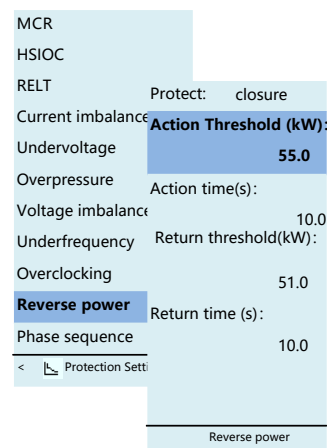 MCR
HSIOC
RELT
Current imbalance
Undervoltage
Overpressure
Voltage imbalance
Underfrequency
Overclocking
Reverse power
Phase sequence
< Protection Setti
Protect: closure
Action Threshold (kW):
55.0
Action time(s):
10.0
Return threshold(kW):
51.0
Return time (s):
10.0
Reverse power